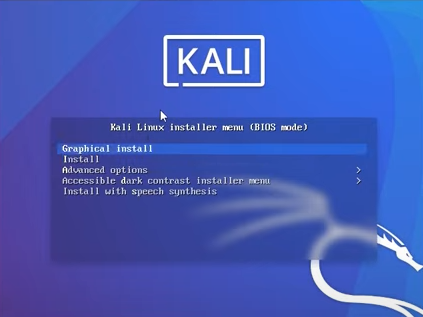 KALI
Kali Linux installer menu (BIOS mode)
Graphical install
Install
Advanced options >
Accessible dark contrast installer menu >
Install with speech synthesis